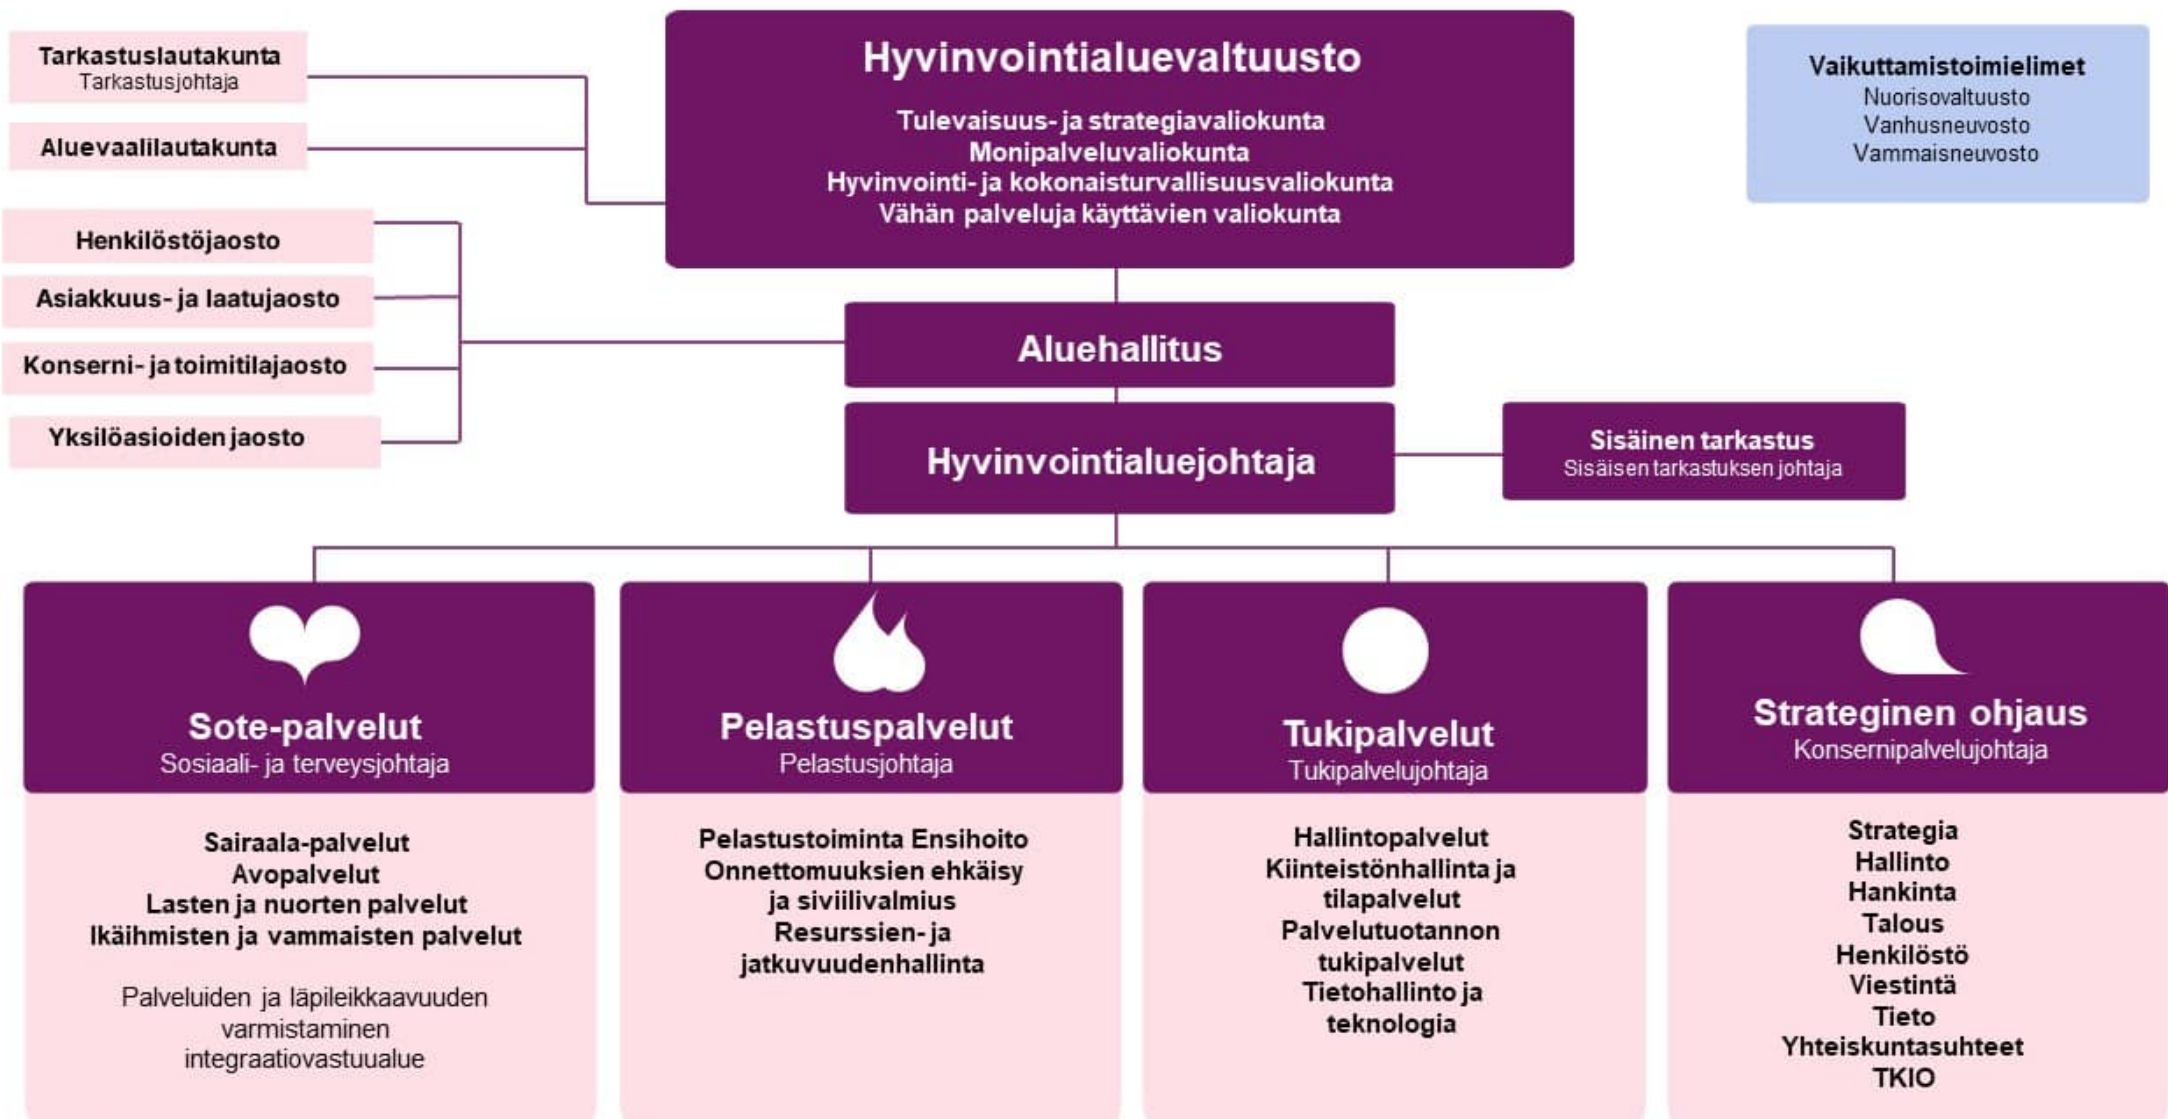 Tarkastuslautakunta
Tarkastusjohtaja
Aluevaalilautakunta
Henkilöstöjaosto
Asiakkuus- ja laatujaosto
Konserni- ja toimitilajaosto
Yksilöasioiden jaosto
Hyvinvointialuevaltuusto
Tulevaisuus- ja strategiavaliokunta
Monipalveluvaliokunta
Hyvinvointi- ja kokonaisturvallisuusvaliokunta
Vähän palveluja käyttävien valiokunta
Vaikuttamistoimielimet
Nuorisovaltuusto
Vanhusneuvosto
Vammaisneuvosto
Aluehallitus
Hyvinvointialuejohtaja
Sisäinen tarkastus
Sisäisen tarkastuksen johtaja
Sote-palvelut
Sosiaali- ja terveysjohtaja
Sairaala-palvelut
Avopalvelut
Lasten ja nuorten palvelut
Ikäihmisten ja vammaisten palvelut
Palveluiden ja läpileikkaavuuden
varmistaminen
integraatiovastuualue
Pelastuspalvelut
Pelastusjohtaja
Pelastustoiminta Ensihoito
Onnettomuuksien ehkäisy
ja siviilivalmius
Resurssien- ja
jatkuvuudenhallinta
Tukipalvelut
Tukipalvelujohtaja
Hallintopalvelut
Kiinteistönhallinta ja
tilapalvelut
Palvelutuotannon
tukipalvelut
Tietohallinto ja
teknologia
Strateginen ohjaus
Konsernipalvelujohtaja
Strategia
Hallinto
Hankinta
Talous
Henkilöstö
Viestintä
Tieto
Yhteiskuntasuhteet
TKIO